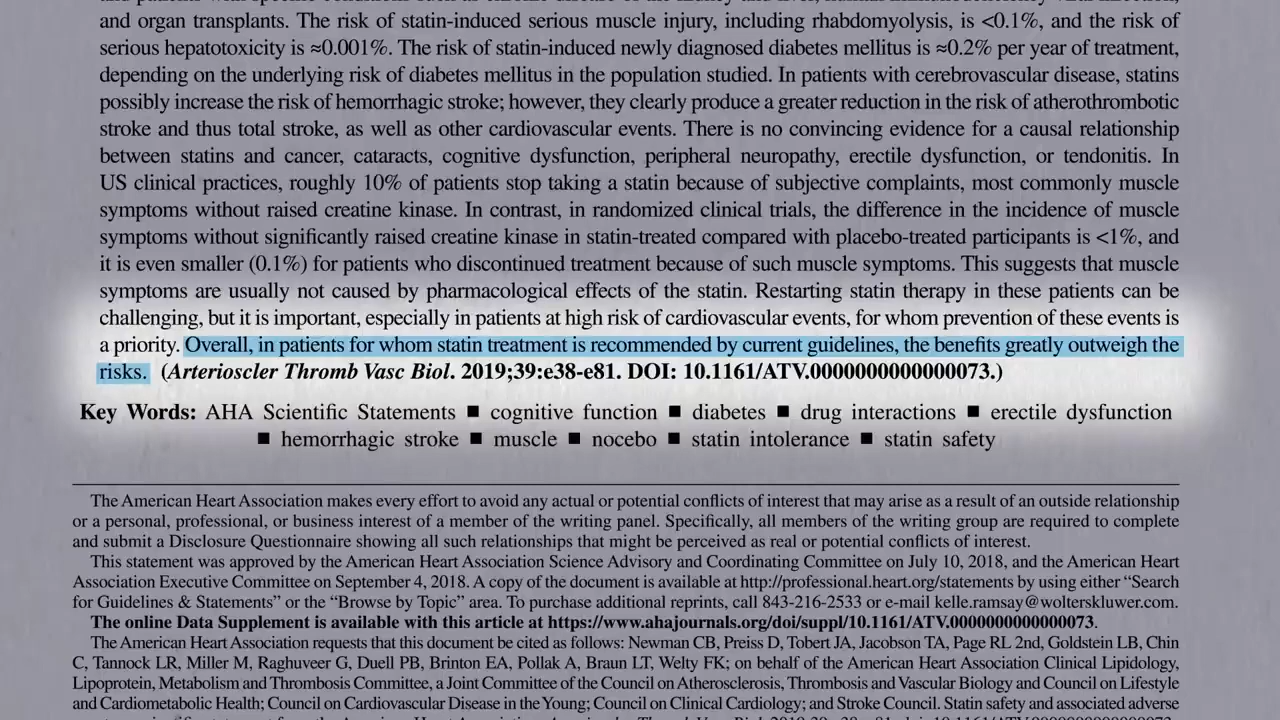 and patients with specific conditions such as chronic disease of the kidney and liver, human immunodeficiency viral infection,
and organ transplants. The risk of statin-induced serious muscle injury, including rhabdomyolysis, is <0.1%, and the risk of
serious hepatotoxicity is ≈0.001%. The risk of statin-induced newly diagnosed diabetes mellitus is ≈0.2% per year of treatment,
depending on the underlying risk of diabetes mellitus in the population studied. In patients with cerebrovascular disease, statins
possibly increase the risk of hemorrhagic stroke; however, they clearly produce a greater reduction in the risk of atherothrombotic
stroke and thus total stroke, as well as other cardiovascular events. There is no convincing evidence for a causal relationship
between statins and cancer, cataracts, cognitive dysfunction, peripheral neuropathy, erectile dysfunction, or tendonitis. In
US clinical practices, roughly 10% of patients stop taking a statin because of subjective complaints, most commonly muscle
symptoms without raised creatine kinase. In contrast, in randomized clinical trials, the difference in the incidence of muscle
symptoms without significantly raised creatine kinase in statin-treated compared with placebo-treated participants is <1%, and
it is even smaller (0.1%) for patients who discontinued treatment because of such muscle symptoms. This suggests that muscle
symptoms are usually not caused by pharmacological effects of the statin. Restarting statin therapy in these patients can be
challenging, but it is important, especially in patients at high risk of cardiovascular events, for whom prevention of these events is
a priority. Overall, in patients for whom statin treatment is recommended by current guidelines, the benefits greatly outweigh the
risks. (Arterioscler Thromb Vasc Biol. 2019;39:e38-e81. DOI: 10.1161/ATV.0000000000000073.)
Key Words: AHA Scientific Statements ■ cognitive function ■ diabetes ■ drug interactions ■ erectile dysfunction
■ hemorrhagic stroke ■ muscle ■ nocebo ■ statin intolerance ■ statin safety
The American Heart Association makes every effort to avoid any actual or potential conflicts of interest that may arise as a result of an outside relationship
or a personal, professional, or business interest of a member of the writing panel. Specifically, all members of the writing group are required to complete
and submit a Disclosure Questionnaire showing all such relationships that might be perceived as real or potential conflicts of interest.
This statement was approved by the American Heart Association Science Advisory and Coordinating Committee on July 10, 2018, and the American Heart
Association Executive Committee on September 4, 2018. A copy of the document is available at http://professional.heart.org/statements by using either “Search
for Guidelines & Statements” or the “Browse by Topic” area. To purchase additional reprints, call 843-216-2533 or e-mail kelle.ramsay@wolterskluwer.com.
The online Data Supplement is available with this article at https://www.ahajournals.org/doi/suppl/10.1161/ATV.0000000000000073.
The American Heart Association requests that this document be cited as follows: Newman CB, Preiss D, Tobert JA, Jacobson TA, Page RL 2nd, Goldstein LB, Chin
C, Tannock LR, Miller M, Raghuveer G, Duell PB, Brinton EA, Pollak A, Braun LT, Welty FK; on behalf of the American Heart Association Clinical Lipidology,
Lipoprotein, Metabolism and Thrombosis Committee, a Joint Committee of the Council on Atherosclerosis, Thrombosis and Vascular Biology and Council on Lifestyle
and Cardiometabolic Health; Council on Cardiovascular Disease in the Young; Council on Clinical Cardiology; and Stroke Council. Statin safety and associated adverse